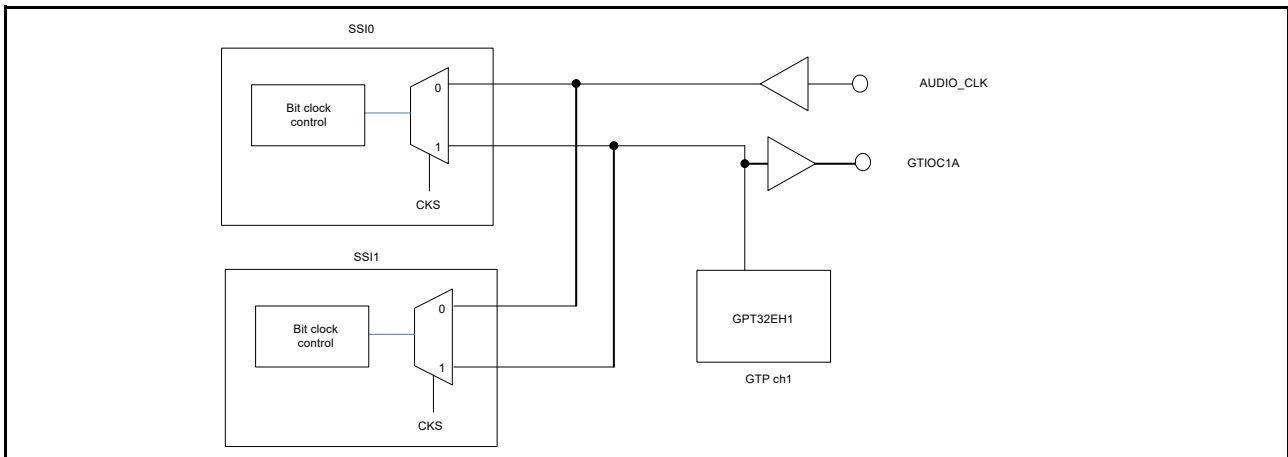 SSI0
Bit clock
control
0
1
CKS
AUDIO_CLK
GTIOC1A
SSI1
Bit clock
control
0
1
CKS
GPT32EH1
GTP ch1